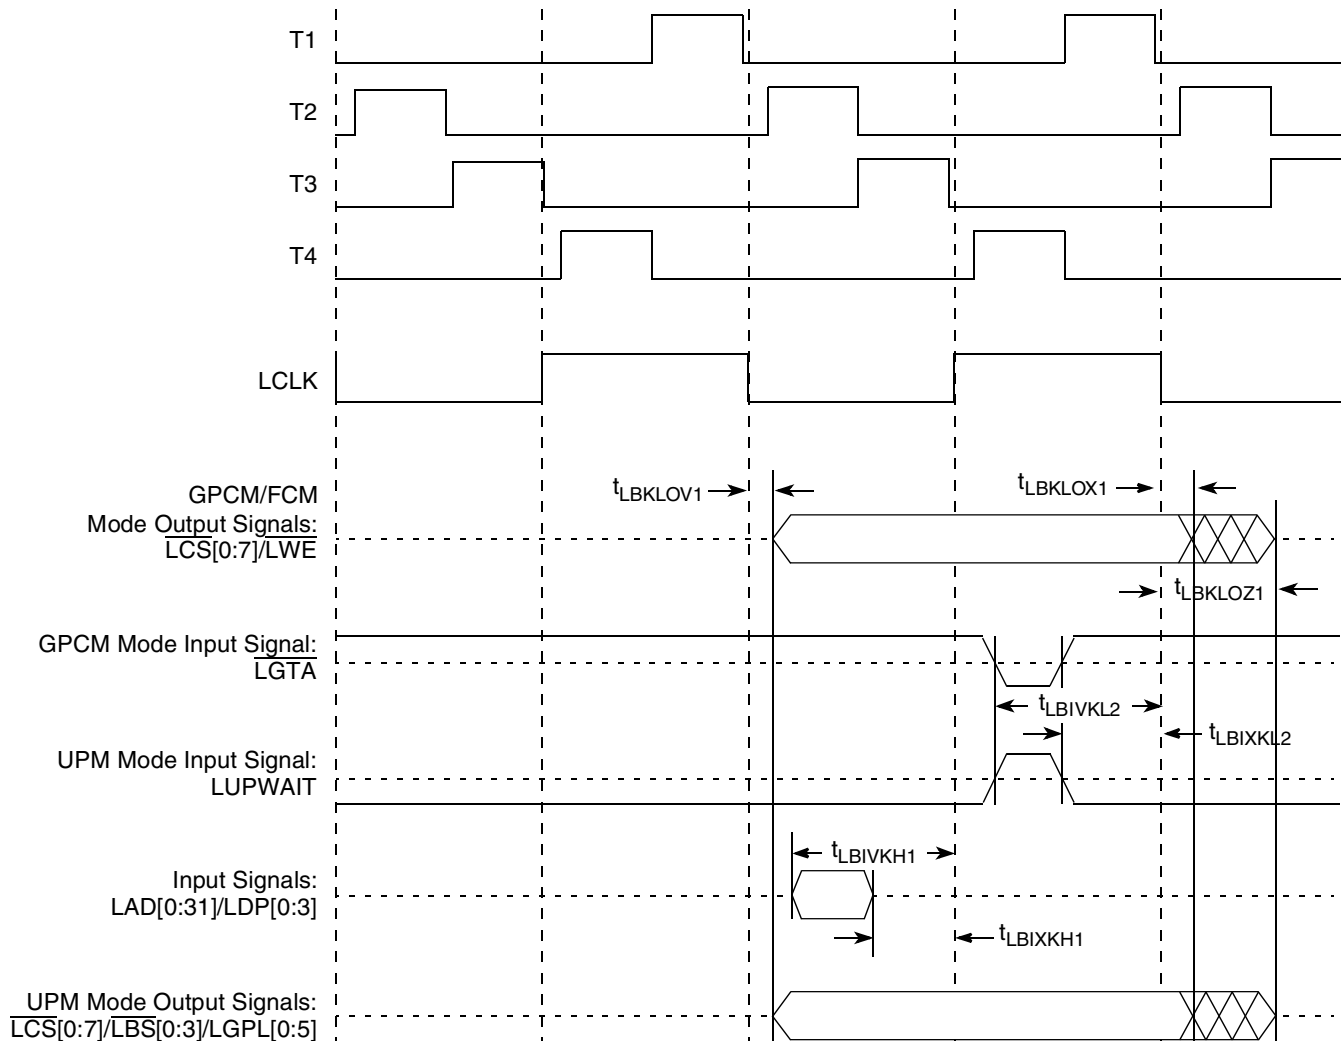 T1
T2
T3
T4
LCLK
GPCM/FCM
Mode Output Signals:
LCS[0:7]/LWE
tLBKLOV1
tLBKLOX1
tLBKLOZ1
GPCM Mode Input Signal:
LGTA
tLBIVKL2
tLBIXKL2
UPM Mode Input Signal:
LUPWAIT
tLBIVKH1
Input Signals:
LAD[0:31]/LDP[0:3]
tLBIXKH1
UPM Mode Output Signals:
LCS[0:7]/LBS[0:3]/LGPL[0:5]